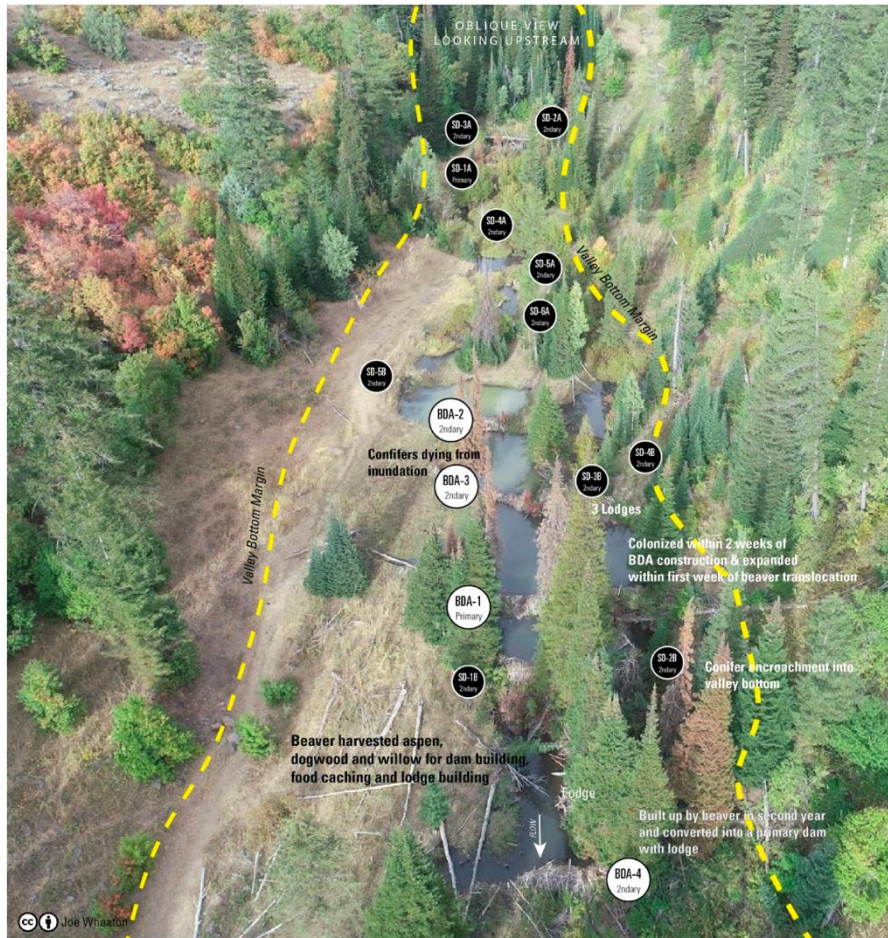 OBLIQUE VIEW
LOOKING UPSTREAM
SD-3A
2ndary
SD-2A
2ndary
SD-1A
Primary
SD-4A
2ndary
SD-5A
2ndary
Valley Bottom Margin
SD-6A
2ndary
SD-5B
2ndary
BDA-2
2ndary
Confifers dying from
inundation
SD-4B
2ndary
BDA-3
2ndary
SD-3B
2ndary
3 Lodges
Valley Bottom Margin
Colonized within 2 weeks of
BDA construction & expanded
within first week of beaver translocation
BDA-1
Primary
SD-2B
2ndary
Conifer encroachment into
valley bottom
SD-1B
2ndary
Beaver harvested aspen,
dogwood and willow for dam building,
food caching and lodge building
Lodge
Built up by beaver in second year
and converted into a primary dam
with lodge
FLOW
BDA-4
2ndary
cc Joe Wheaton